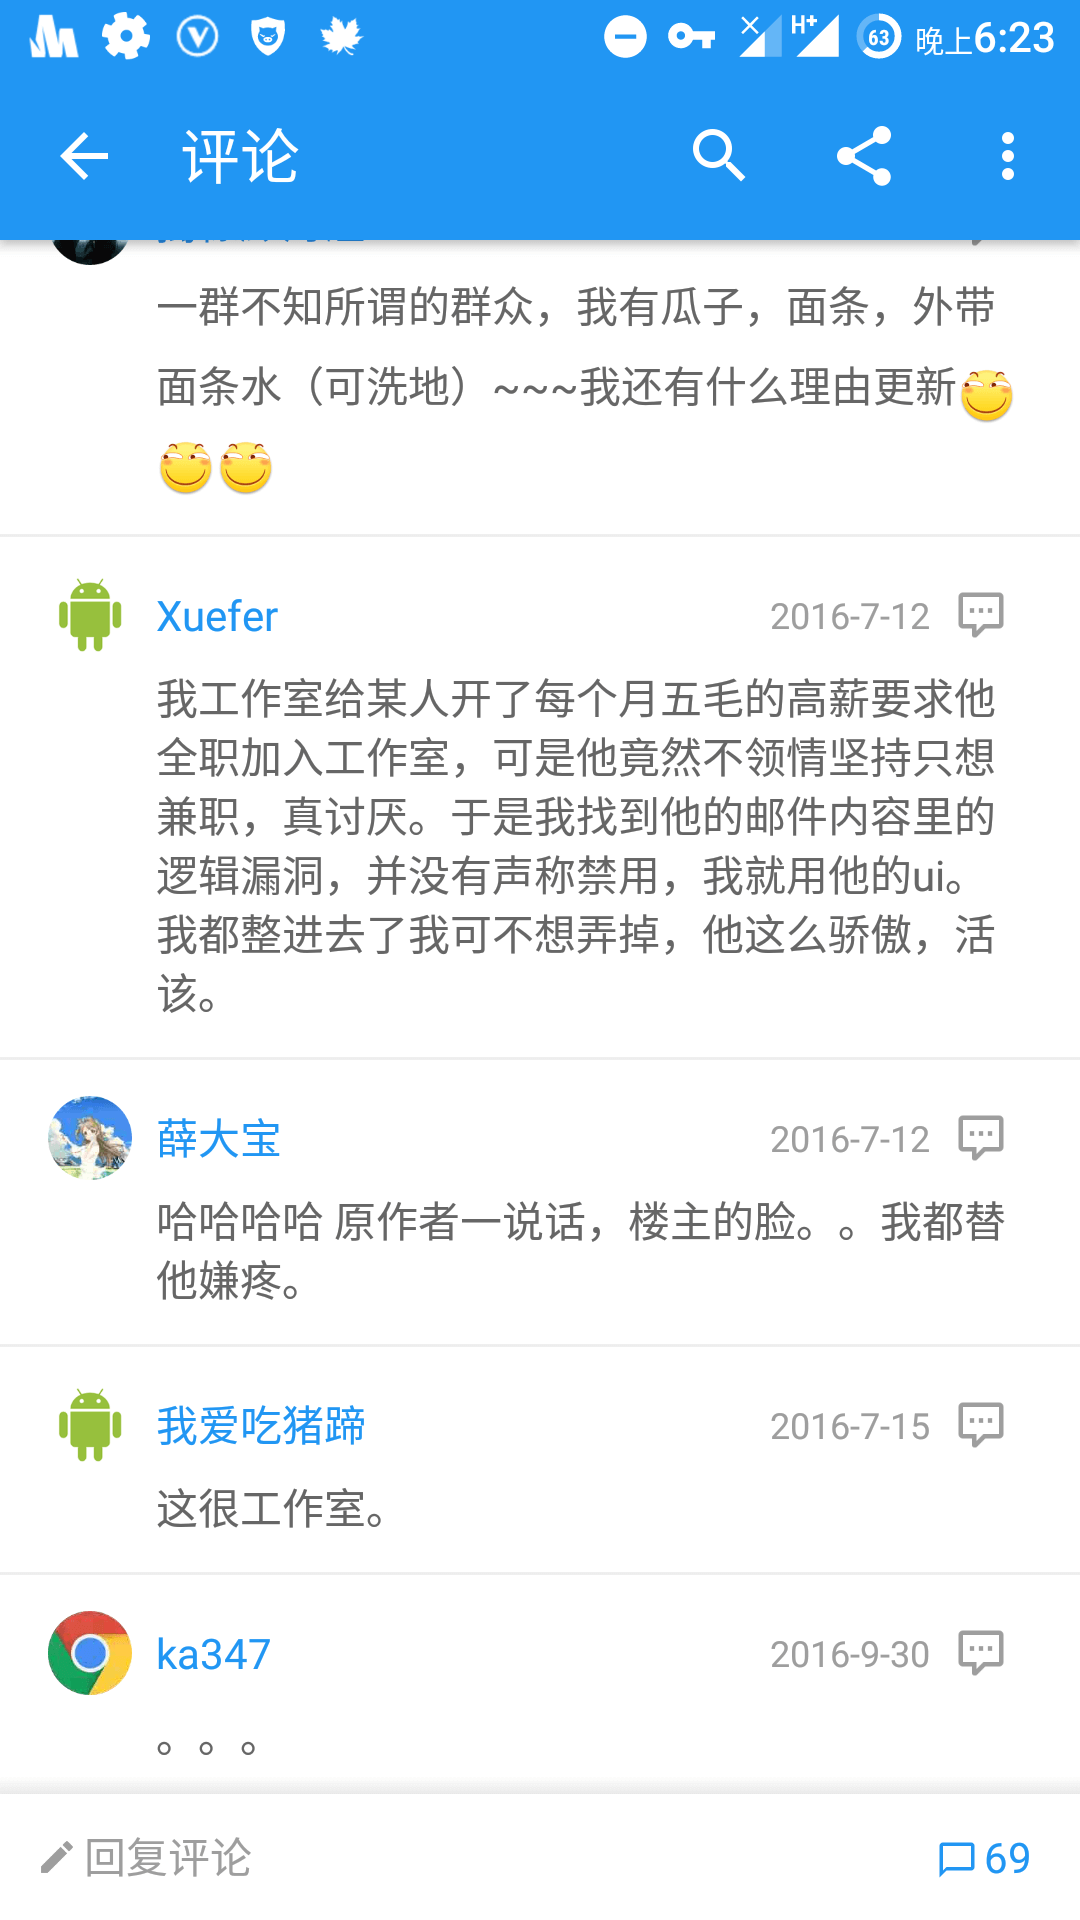 H+
63
晚上6:23
评论
一群不知所谓的群众，我有瓜子，面条，外带
面条水（可洗地）~~~我还有什么理由更新
Xuefer
2016-7-12
我工作室给某人开了每个月五毛的高薪要求他
全职加入工作室，可是他竟然不领情坚持只想
兼职，真讨厌。于是我找到他的邮件内容里的
逻辑漏洞，并没有声称禁用，我就用他的ui。
我都整进去了我可不想弄掉，他这么骄傲，活
该。
薛大宝
2016-7-12
哈哈哈哈 原作者一说话，楼主的脸。。我都替
他嫌疼。
我爱吃猪蹄
2016-7-15
这很工作室。
ka347
2016-9-30
。。。
回复评论
69